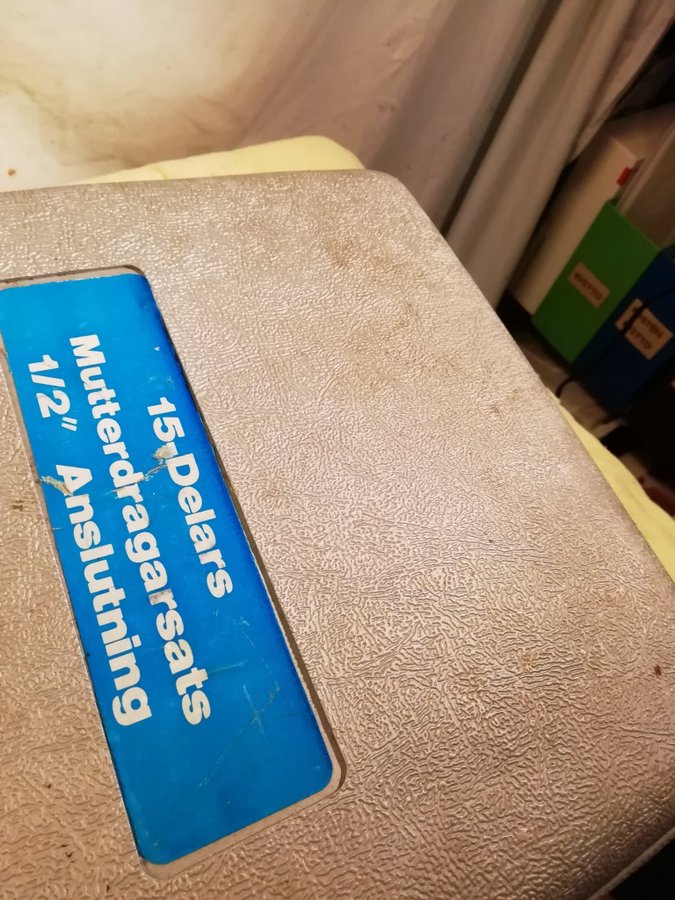 15-Delars
Mutterdragarsats
1/2" Anslutning